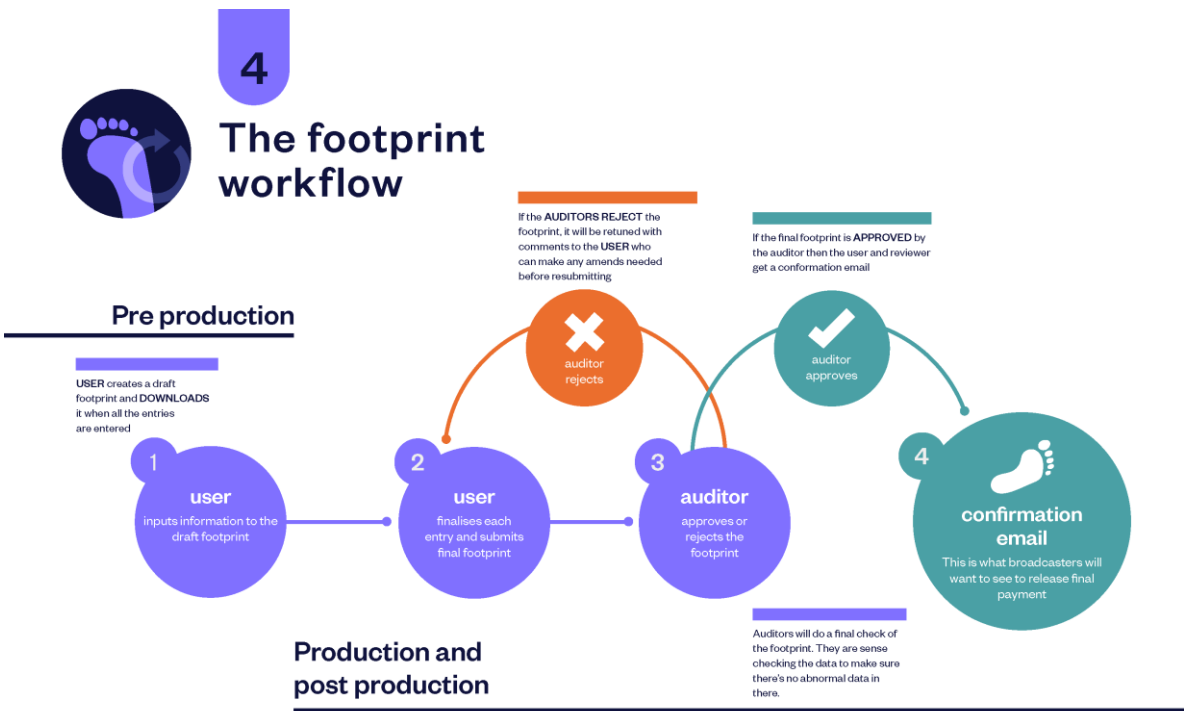 4
The footprint
workflow
If the AUDITORS REJECT the
footprint, it will be retuned with
comments to the USER who
can make any amends needed
before resubmitting
If the final footprint is APPROVED by
the auditor then the user and reviewer
get a conformation email
Pre production
USER creates a draft
footprint and DOWNLOADS
it when all the entries
are entered
auditor
rejects
auditor
approves
1
user
inputs information to the
draft footprint
2
user
finalises each
entry and submits
final footprint
3
auditor
approves or
rejects the
footprint
4
confirmation
email
This is what broadcasters will
want to see to release final
payment
Auditors will do a final check of
the footprint. They are sense
checking the data to make sure
there's no abnormal data in
there.
Production and
post production